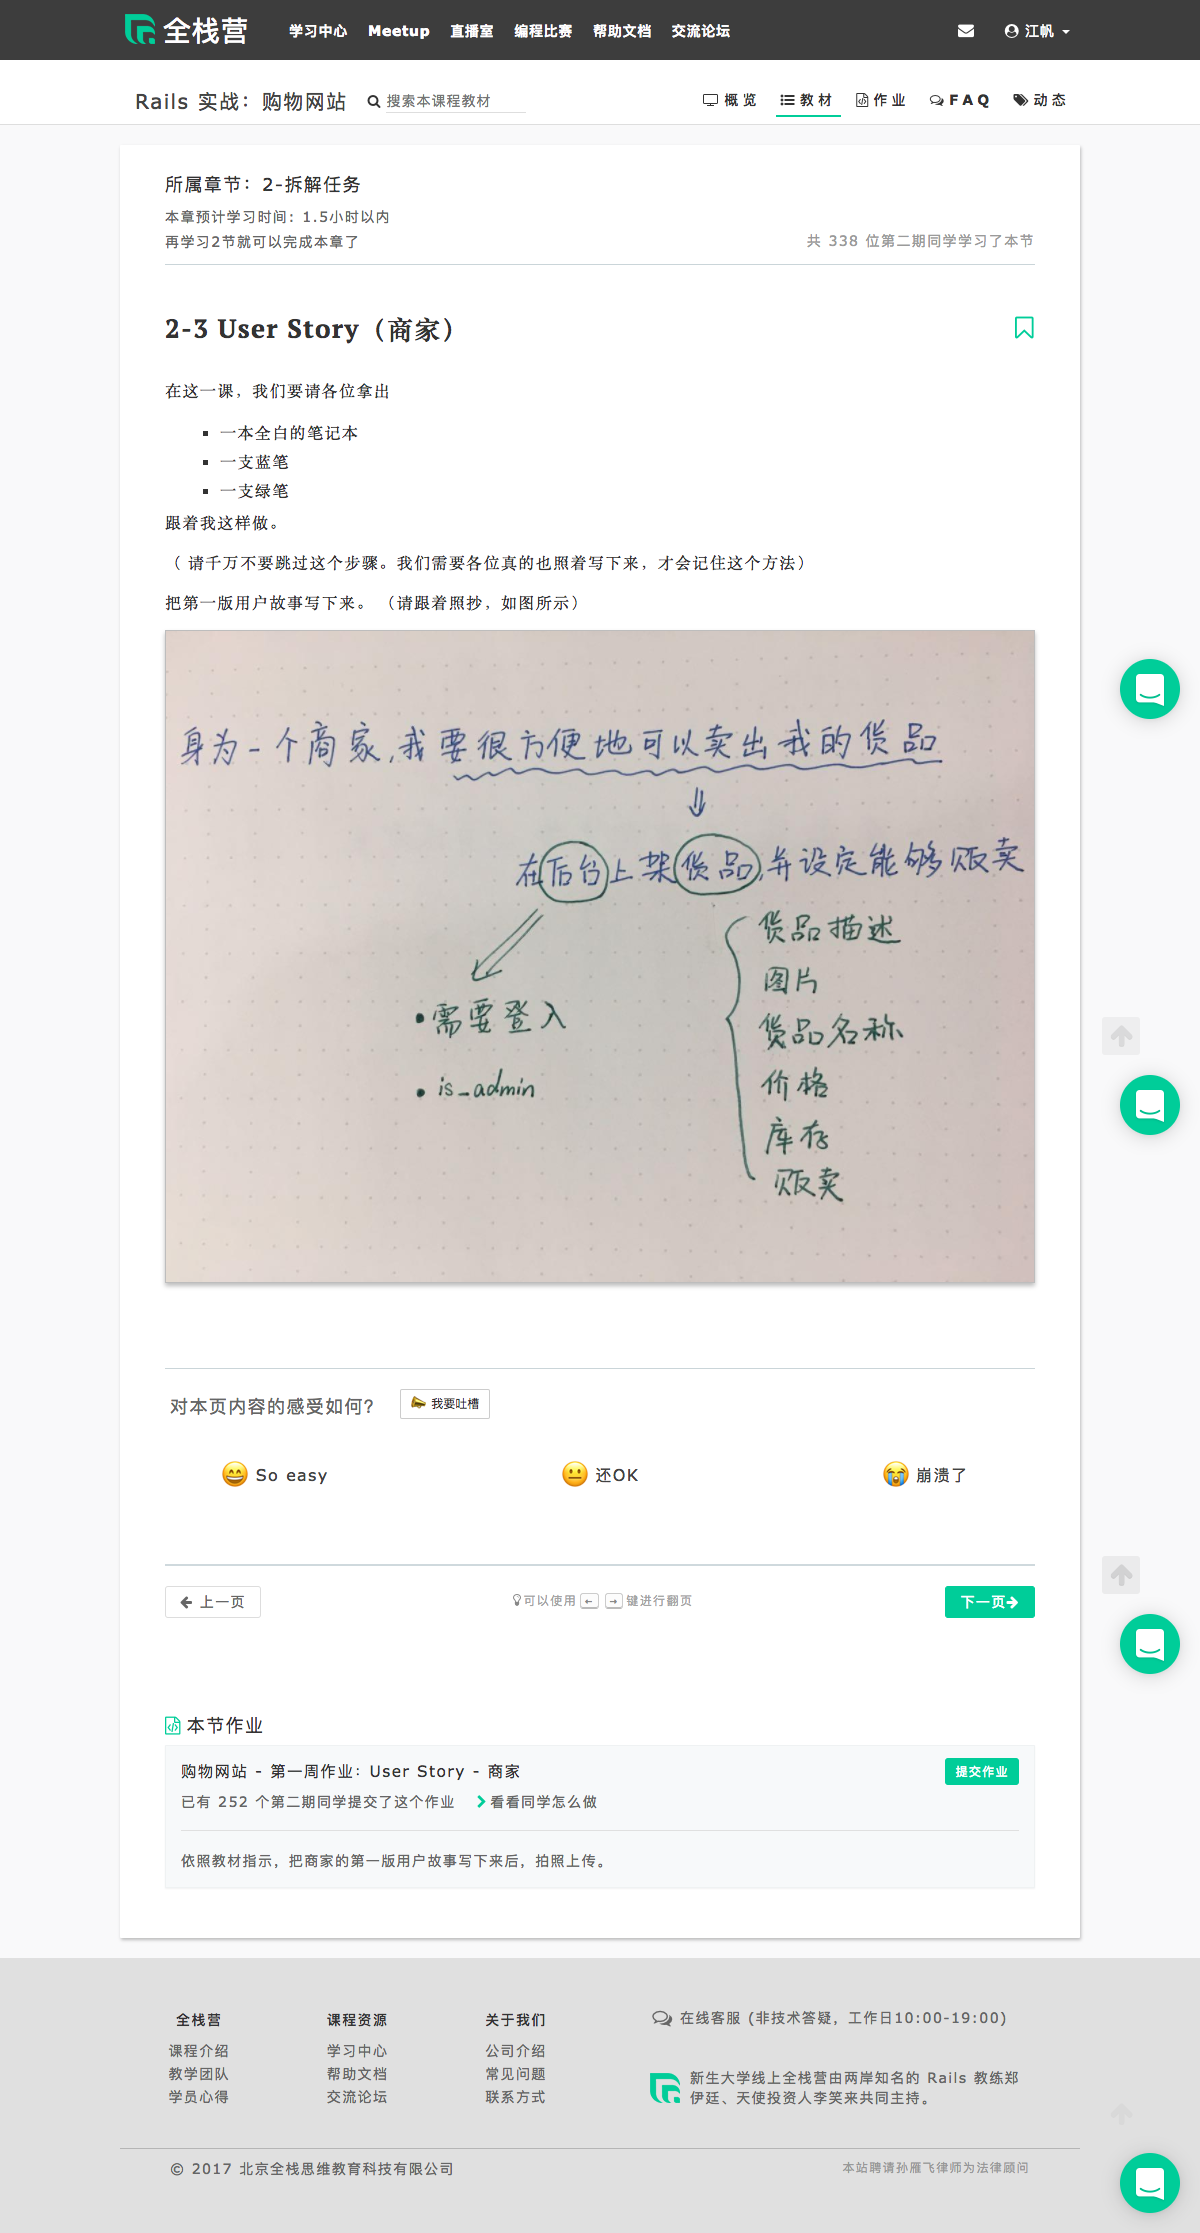 全栈营 学习中心 Meetup 直播室 编程比赛 帮助文档 交流论坛 江帆
Rails 实战：购物网站 搜索本课程教材 概览 教材 作业 FAQ 动态
所属章节：2-拆解任务
本章预计学习时间：1.5小时以内
再学习2节就可以完成本章了 共 338 位第二期同学学习了本节
2-3 User Story（商家）
在这一课，我们要请各位拿出
一本全白的笔记本
一支蓝笔
一支绿笔
跟着我这样做。
（ 请千万不要跳过这个步骤。我们需要各位真的也照着写下来，才会记住这个方法）
把第一版用户故事写下来。 （请跟着照抄，如图所示）
身为一个商家,我要很方便地可以卖出我的货品
在后台上架货品,并设定能够贩卖
货品描述
图片
需要登入
货品名称
is_admin
价格
库存
贩卖
对本页内容的感受如何? 我要吐槽
So easy 还OK 崩溃了
上一页 可以使用 ← → 键进行翻页 下一页
本节作业
购物网站 - 第一周作业：User Story - 商家 提交作业
已有 252 个第二期同学提交了这个作业 看看同学怎么做
依照教材指示，把商家的第一版用户故事写下来后，拍照上传。
全栈营 课程资源 关于我们 在线客服 (非技术答疑，工作日10:00-19:00)
课程介绍 学习中心 公司介绍
教学团队 帮助文档 常见问题 新生大学线上全栈营由两岸知名的 Rails 教练郑
学员心得 交流论坛 联系方式 伊廷、天使投资人李笑来共同主持。
© 2017 北京全栈思维教育科技有限公司 本站聘请孙雁飞律师为法律顾问